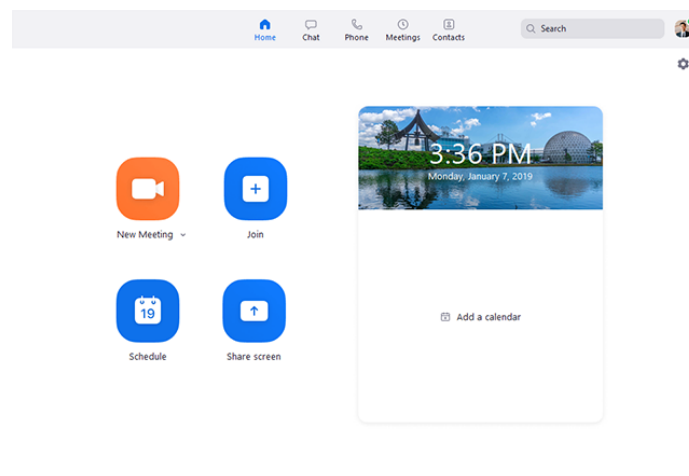 Home Chat Phone Meetings Contacts Search
3:36 PM
Monday, January 7, 2019
New Meeting Join
19
Schedule Share screen
Add a calendar